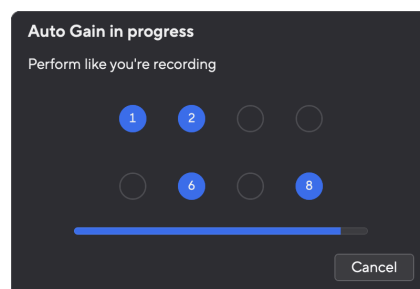 Auto Gain in progress
Perform like you're recording
1 2
6 8
Cancel